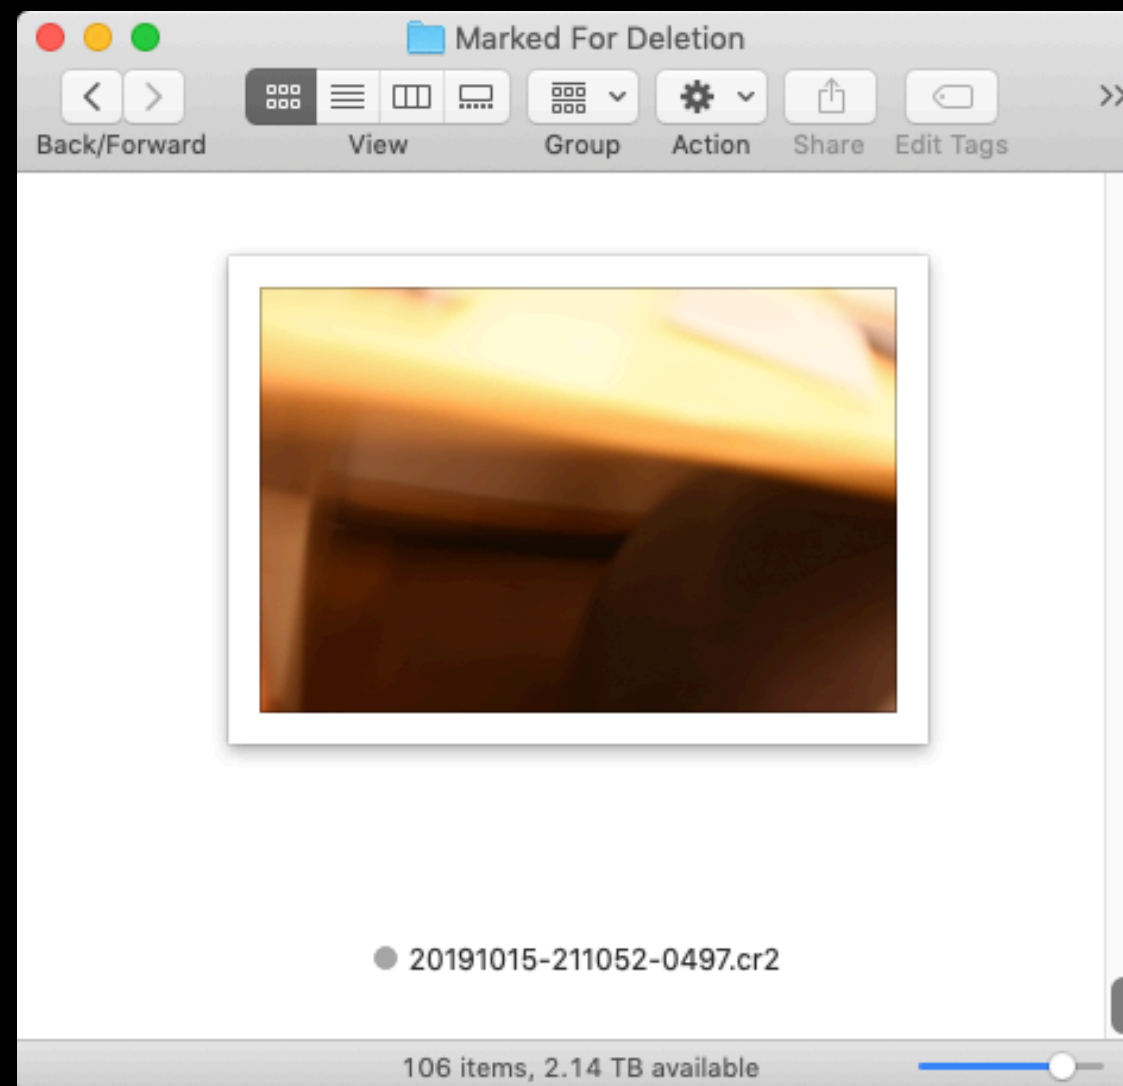 Marked For Deletion
Back/Forward View Group Action Share Edit Tags
20191015-211052-0497.cr2
106 items, 2.14 TB available